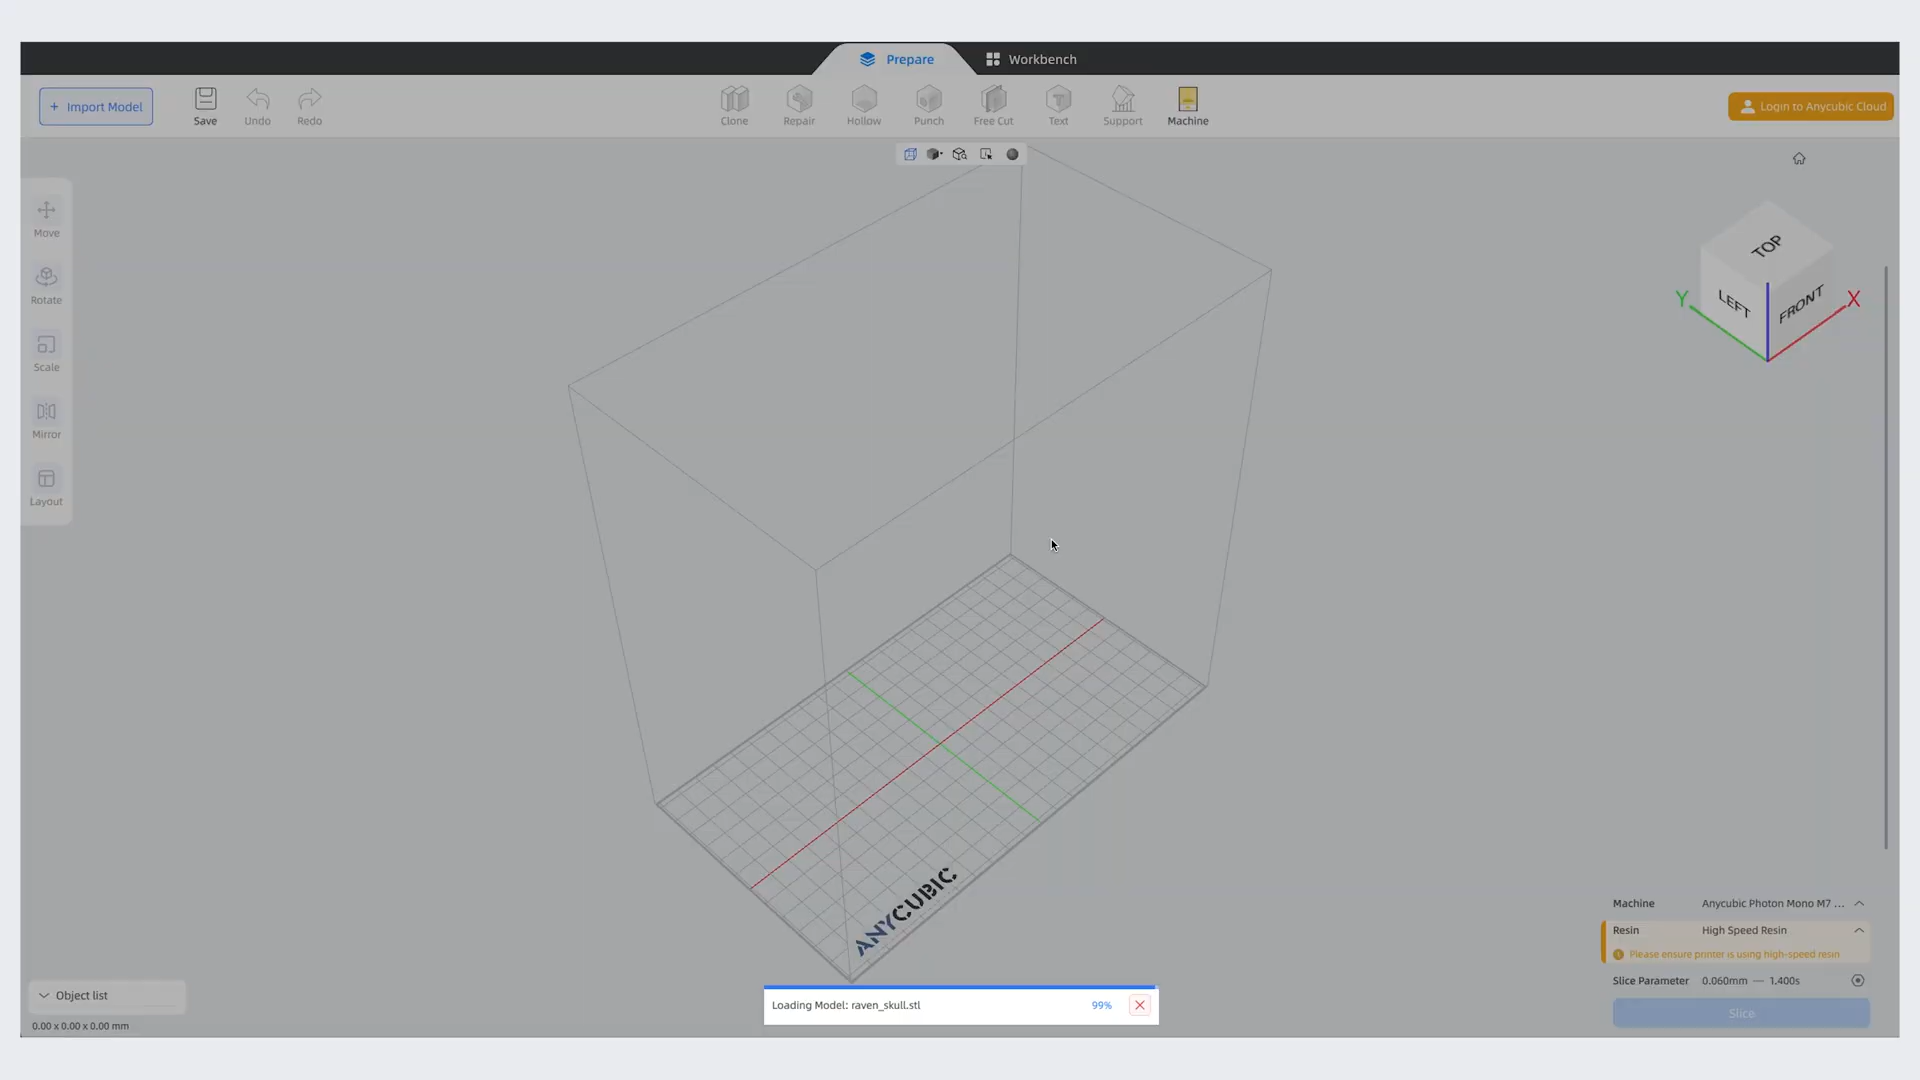 Prepare
Workbench
+ Import Model
Save
Undo
Redo
Clone
Repair
Hollow
Punch
Free Cut
Text
Support
Machine
Login to Anycubic Cloud
Move
Rotate
Scale
Mirror
Layout
TOP
LEFT
FRONT
Y
X
ANYCUBIC
Machine Anycubic Photon Mono M7 ...
Resin High Speed Resin
Please ensure printer is using high-speed resin
Slice Parameter 0.060mm — 1.400s
Slice
Object list
0.00 x 0.00 x 0.00 mm
Loading Model: raven_skull.stl 99%